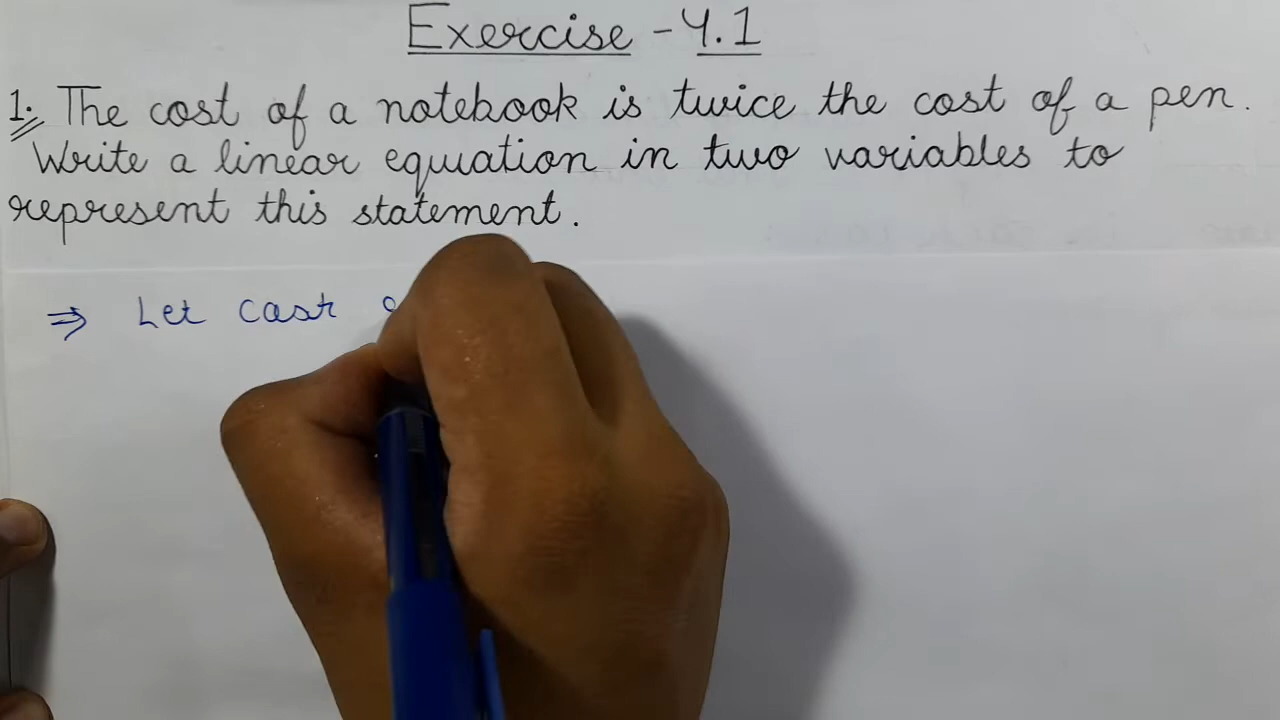 Exercise - 4.1
1. The cost of a notebook is twice the cost of a pen.
Write a linear equation in two variables to
represent this statement.
⇒ Let cost